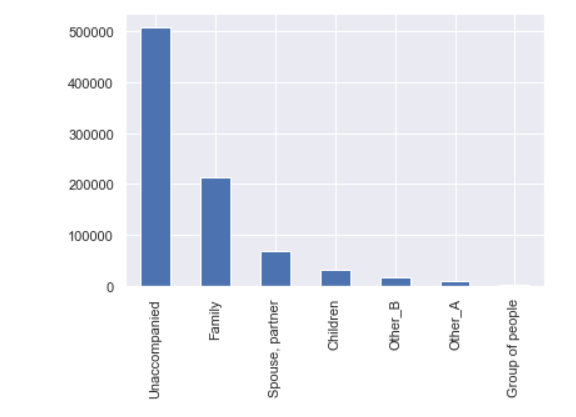 500000
400000
300000
200000
100000
0
Unaccompanied
Family
Spouse, partner
Children
Other_B
Other_A
Group of people